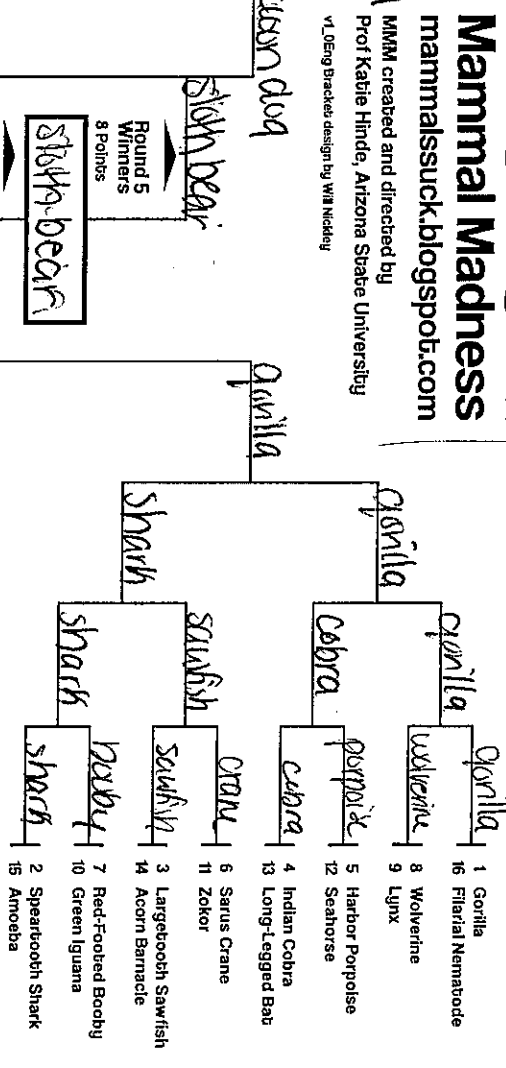 Mammal Madness
mammalssuck.blogspot.com
MMM created and directed by
Prof Katie Hinde, Arizona State University
v1_0Eng Bracket design by Will Nickley
dog
sloth bear
Round 5
Winners
8 Points
sloth bear
gorilla
gorilla
shark
gorilla
cobra
sawfish
shark
gorilla
wolverine
porpoise
cobra
crane
sawfish
booby
shark
1 Gorilla
16 Filarial Nematode
8 Wolverine
9 Lynx
5 Harbor Porpoise
12 Seahorse
4 Indian Cobra
13 Long-Legged Bat
6 Sarus Crane
11 Zokor
3 Largetooth Sawfish
14 Acorn Barnacle
7 Red-Footed Booby
10 Green Iguana
2 Speartooth Shark
15 Amoeba